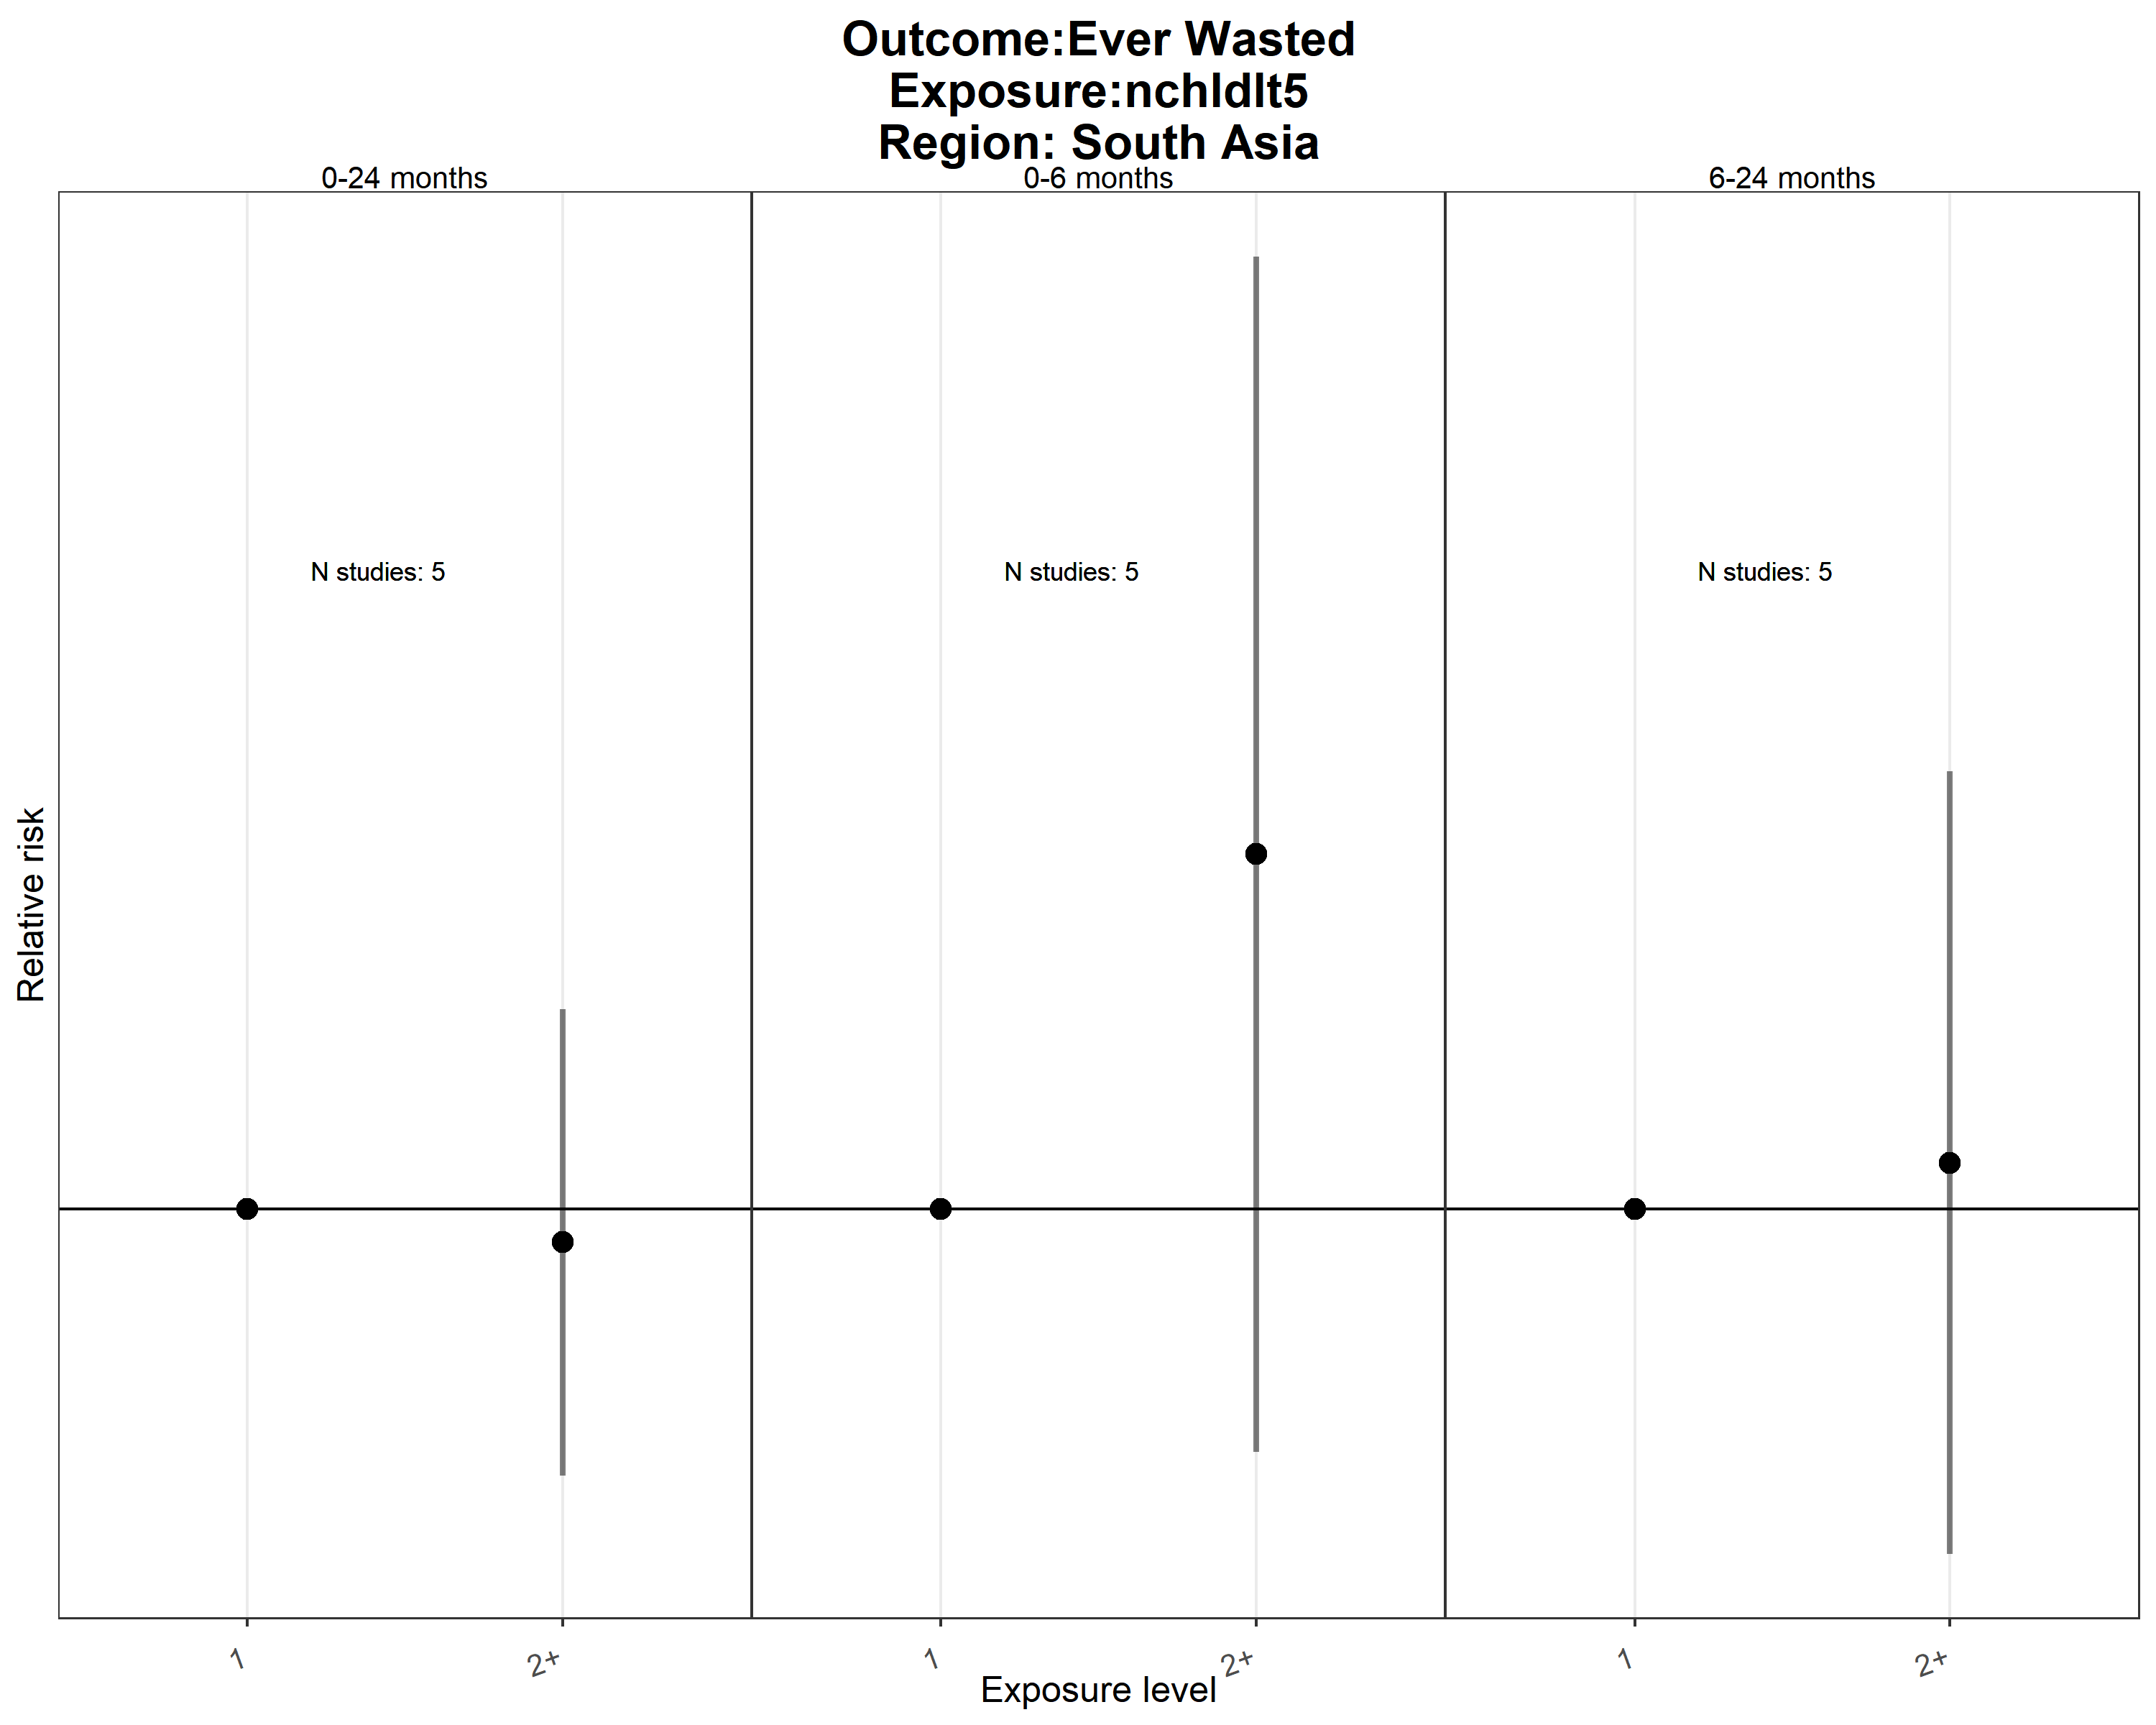 Outcome:Ever Wasted
Exposure:nchldlt5
Region: South Asia
0-24 months
0-6 months
6-24 months
N studies: 5
N studies: 5
N studies: 5
Relative risk
1
2+
1
2+
1
2+
Exposure level